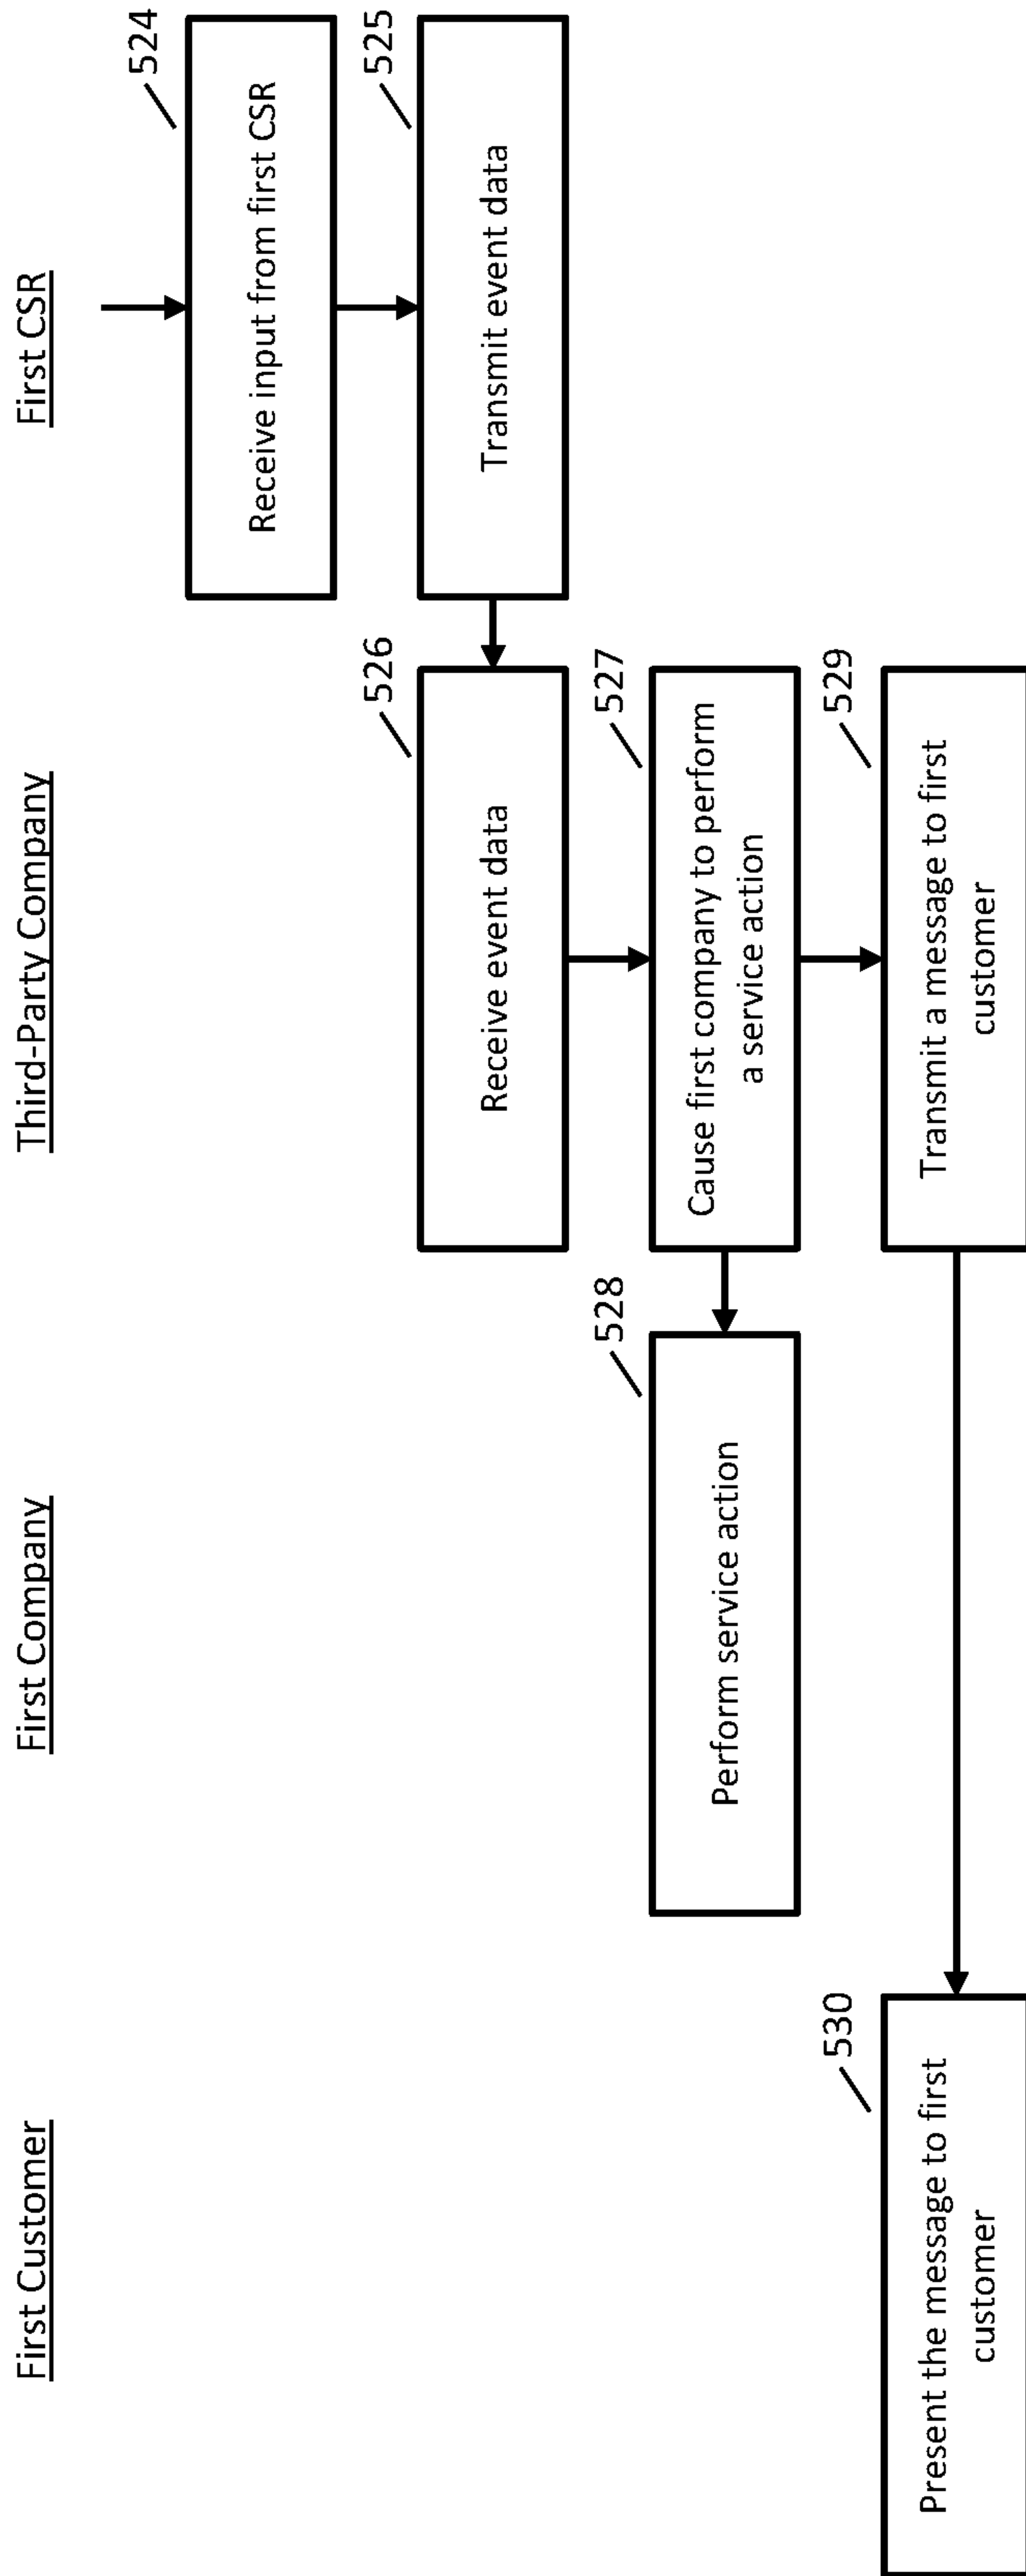 First Customer
First Company
Third-Party Company
First CSR
524
Receive input from first CSR
525
Transmit event data
526
Receive event data
527
Cause first company to perform
a service action
528
Perform service action
529
Transmit a message to first
customer
530
Present the message to first
customer